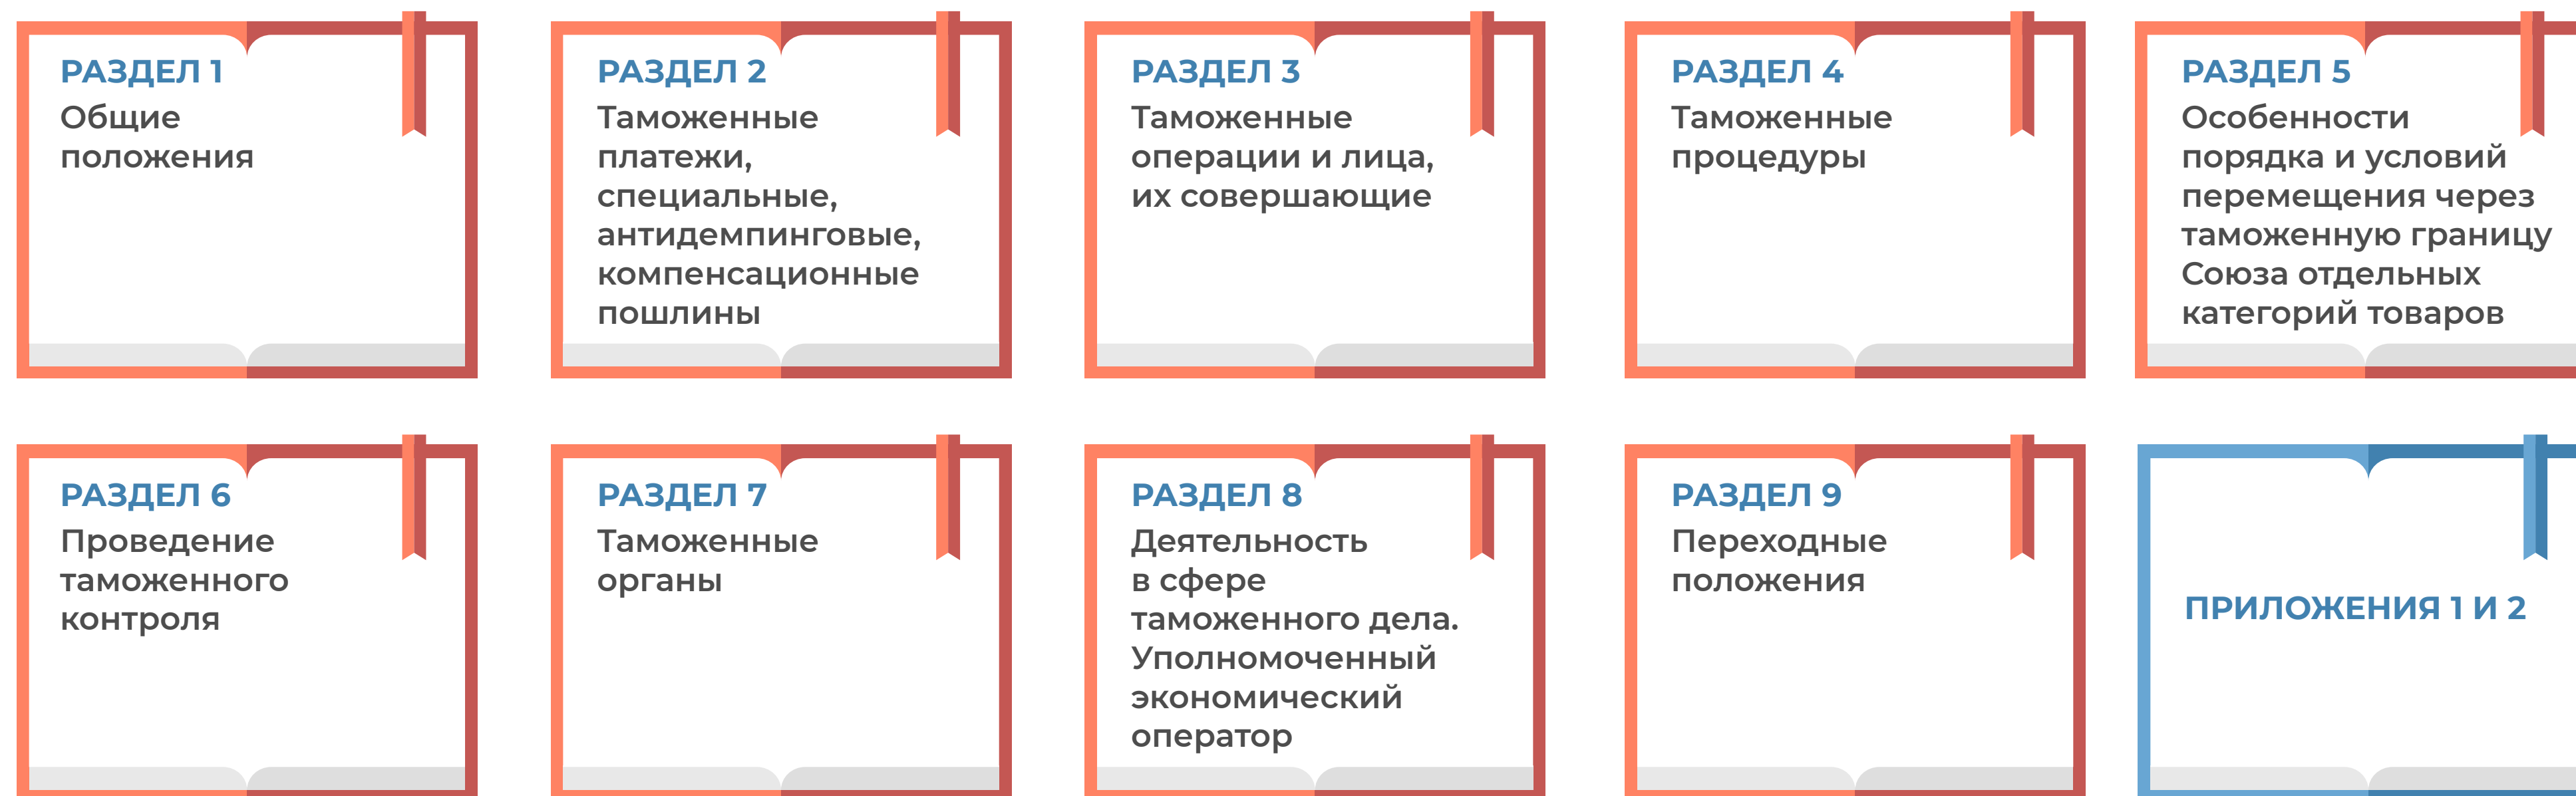 РАЗДЕЛ 1
Общие
положения
РАЗДЕЛ 2
Таможенные
платежи,
специальные,
антидемпинговые,
компенсационные
пошлины
РАЗДЕЛ 3
Таможенные
операции и лица,
их совершающие
РАЗДЕЛ 4
Таможенные
процедуры
РАЗДЕЛ 5
Особенности
порядка и условий
перемещения через
таможенную границу
Союза отдельных
категорий товаров
РАЗДЕЛ 6
Проведение
таможенного
контроля
РАЗДЕЛ 7
Таможенные
органы
РАЗДЕЛ 8
Деятельность
в сфере
таможенного дела.
Уполномоченный
экономический
оператор
РАЗДЕЛ 9
Переходные
положения
ПРИЛОЖЕНИЯ 1 И 2